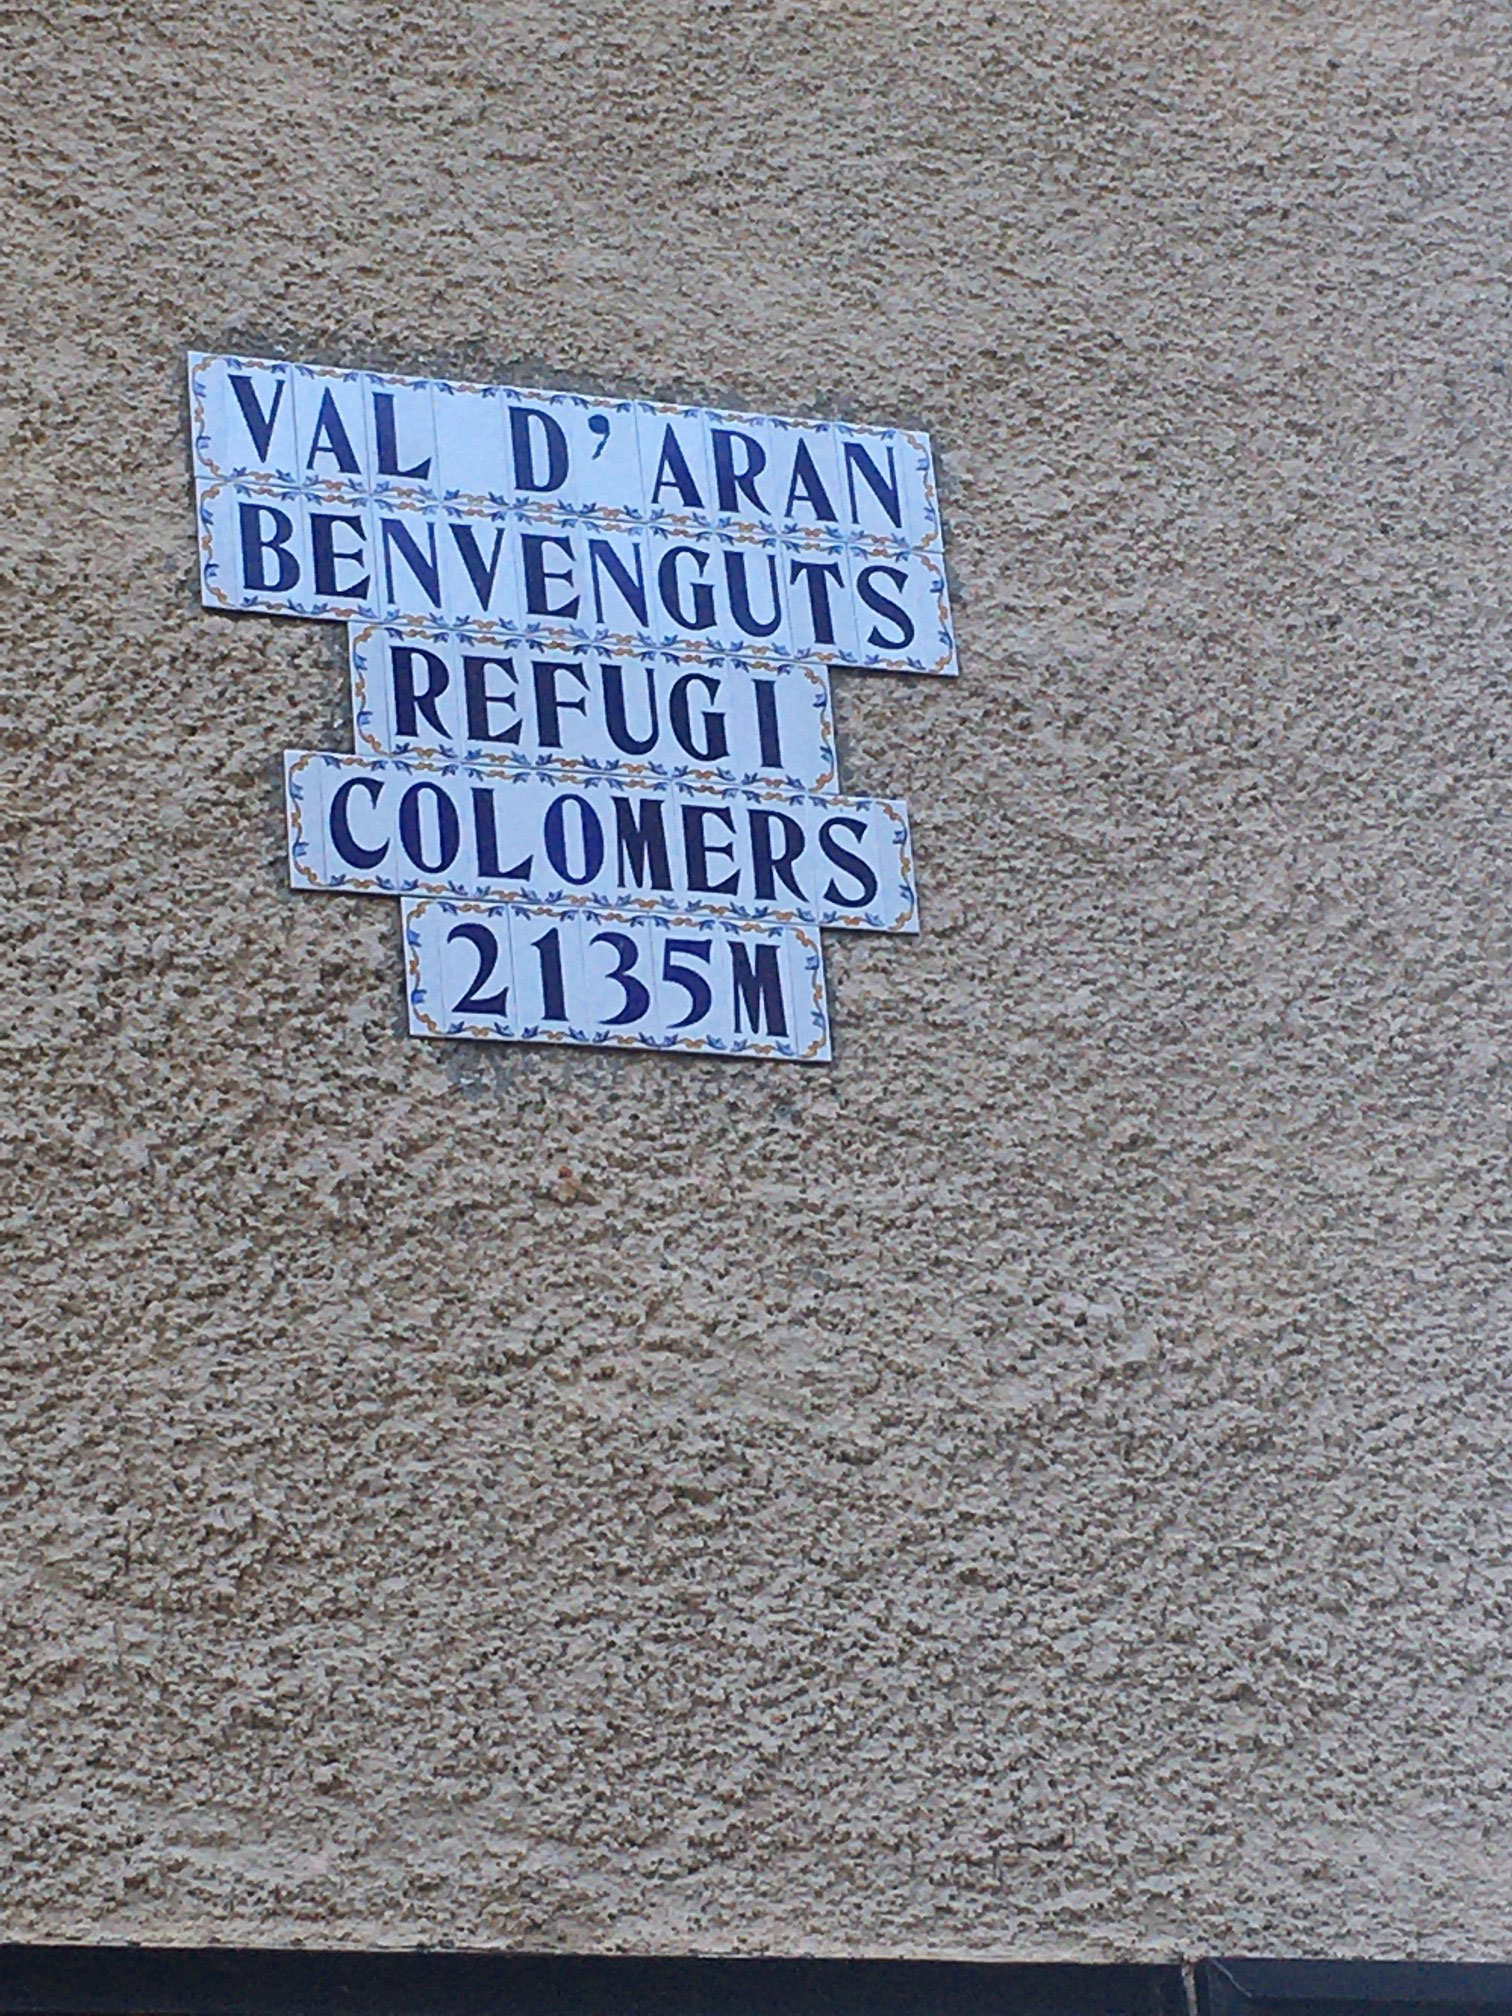 VAL D'ARAN
BENVENGUTS
REFUGI
COLOMERS
2135M